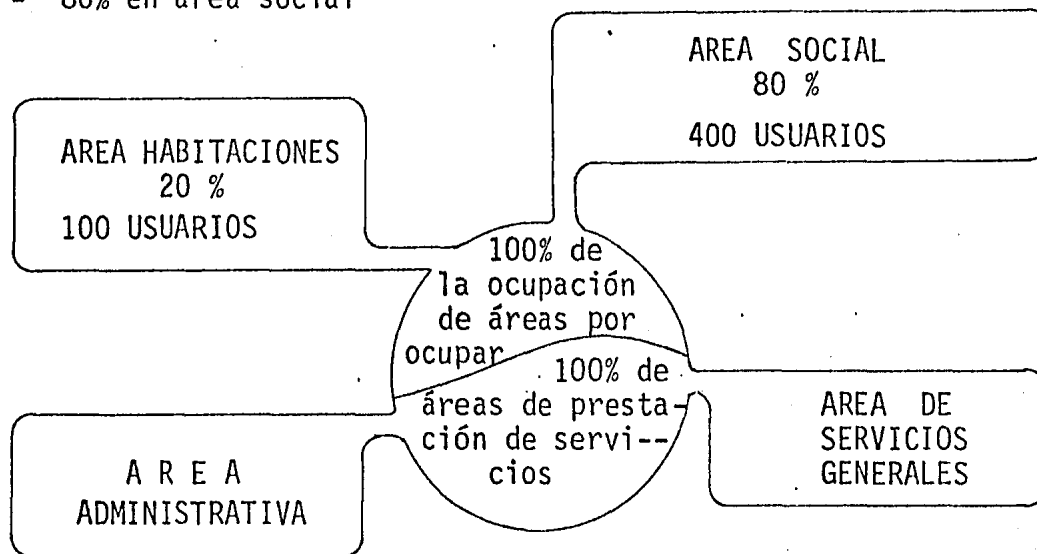 - 80% en área social
AREA SOCIAL
80 %
400 USUARIOS
AREA HABITACIONES
20 %
100 USUARIOS
100% de
la ocupación
de áreas por
ocupar
100% de
áreas de presta-
ción de servi--
cios
AREA DE
SERVICIOS
GENERALES
A R E A
ADMINISTRATIVA